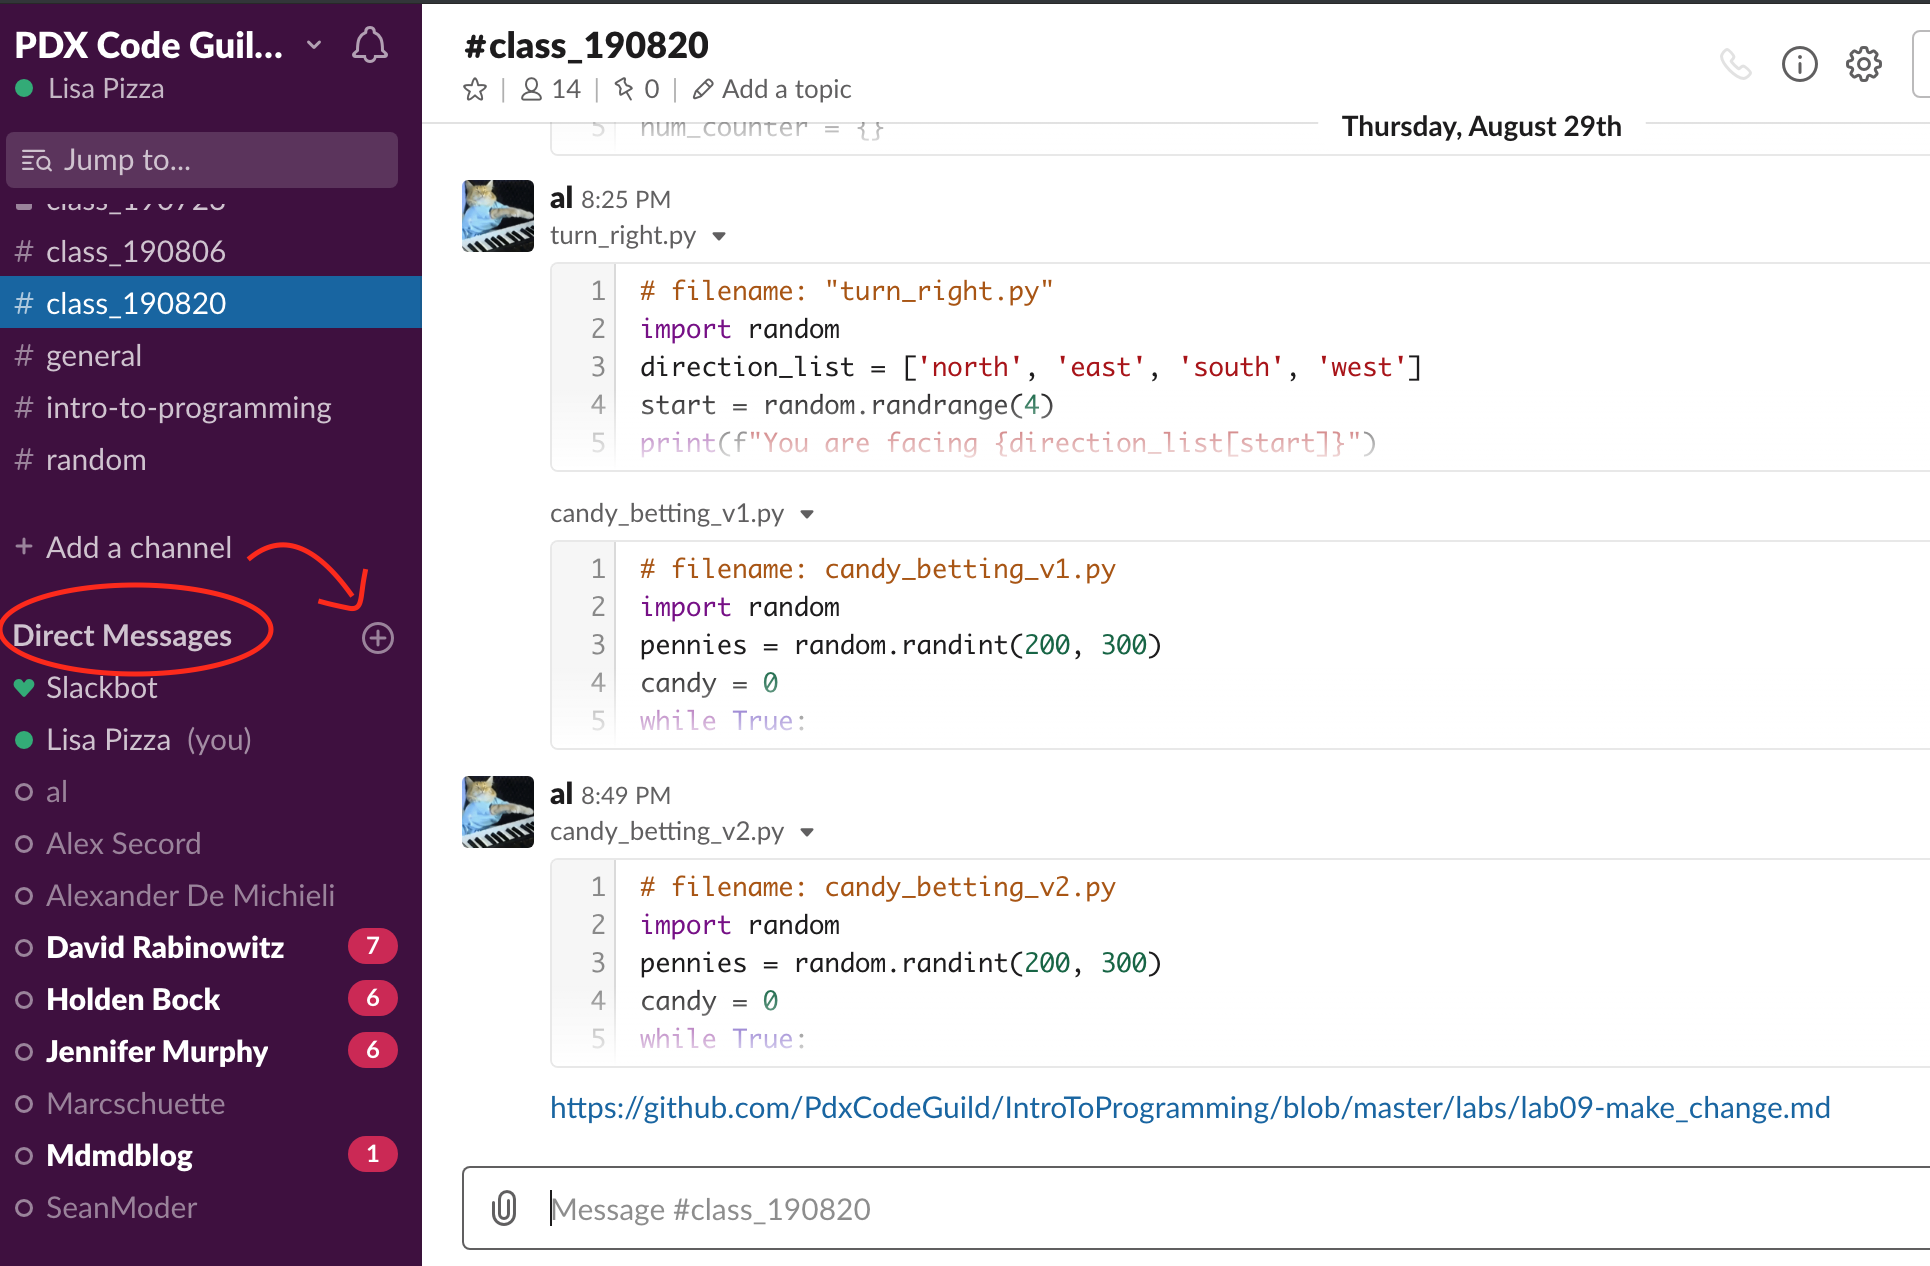 PDX Code Guil...
Lisa Pizza
Jump to...
# class_190806
# class_190820
# general
# intro-to-programming
# random
+ Add a channel
Direct Messages
Slackbot
Lisa Pizza (you)
al
Alex Secord
Alexander De Michieli
David Rabinowitz 7
Holden Bock 6
Jennifer Murphy 6
Marcschuette
Mdmdblog 1
SeanModer
#class_190820
14 | 0 | Add a topic
5 num_counter = {}
Thursday, August 29th
al 8:25 PM
turn_right.py
1 # filename: "turn_right.py"
2 import random
3 direction_list = ['north', 'east', 'south', 'west']
4 start = random.randrange(4)
5 print(f"You are facing {direction_list[start]}")
candy_betting_v1.py
1 # filename: candy_betting_v1.py
2 import random
3 pennies = random.randint(200, 300)
4 candy = 0
5 while True:
al 8:49 PM
candy_betting_v2.py
1 # filename: candy_betting_v2.py
2 import random
3 pennies = random.randint(200, 300)
4 candy = 0
5 while True:
https://github.com/PdxCodeGuild/IntroToProgramming/blob/master/labs/lab09-make_change.md
Message #class_190820